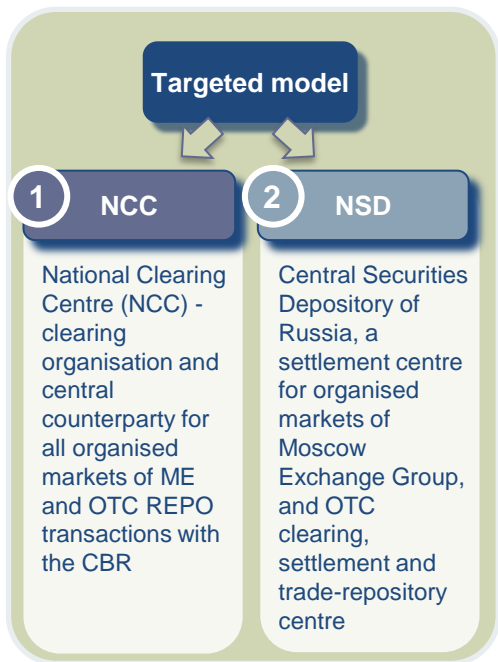 Targeted model
1
NCC
National Clearing
Centre (NCC) -
clearing
organisation and
central
counterparty for
all organised
markets of ME
and OTC REPO
transactions with
the CBR
2
NSD
Central Securities
Depository of
Russia, a
settlement centre
for organised
markets of
Moscow
Exchange Group,
and OTC
clearing,
settlement and
trade-repository
centre